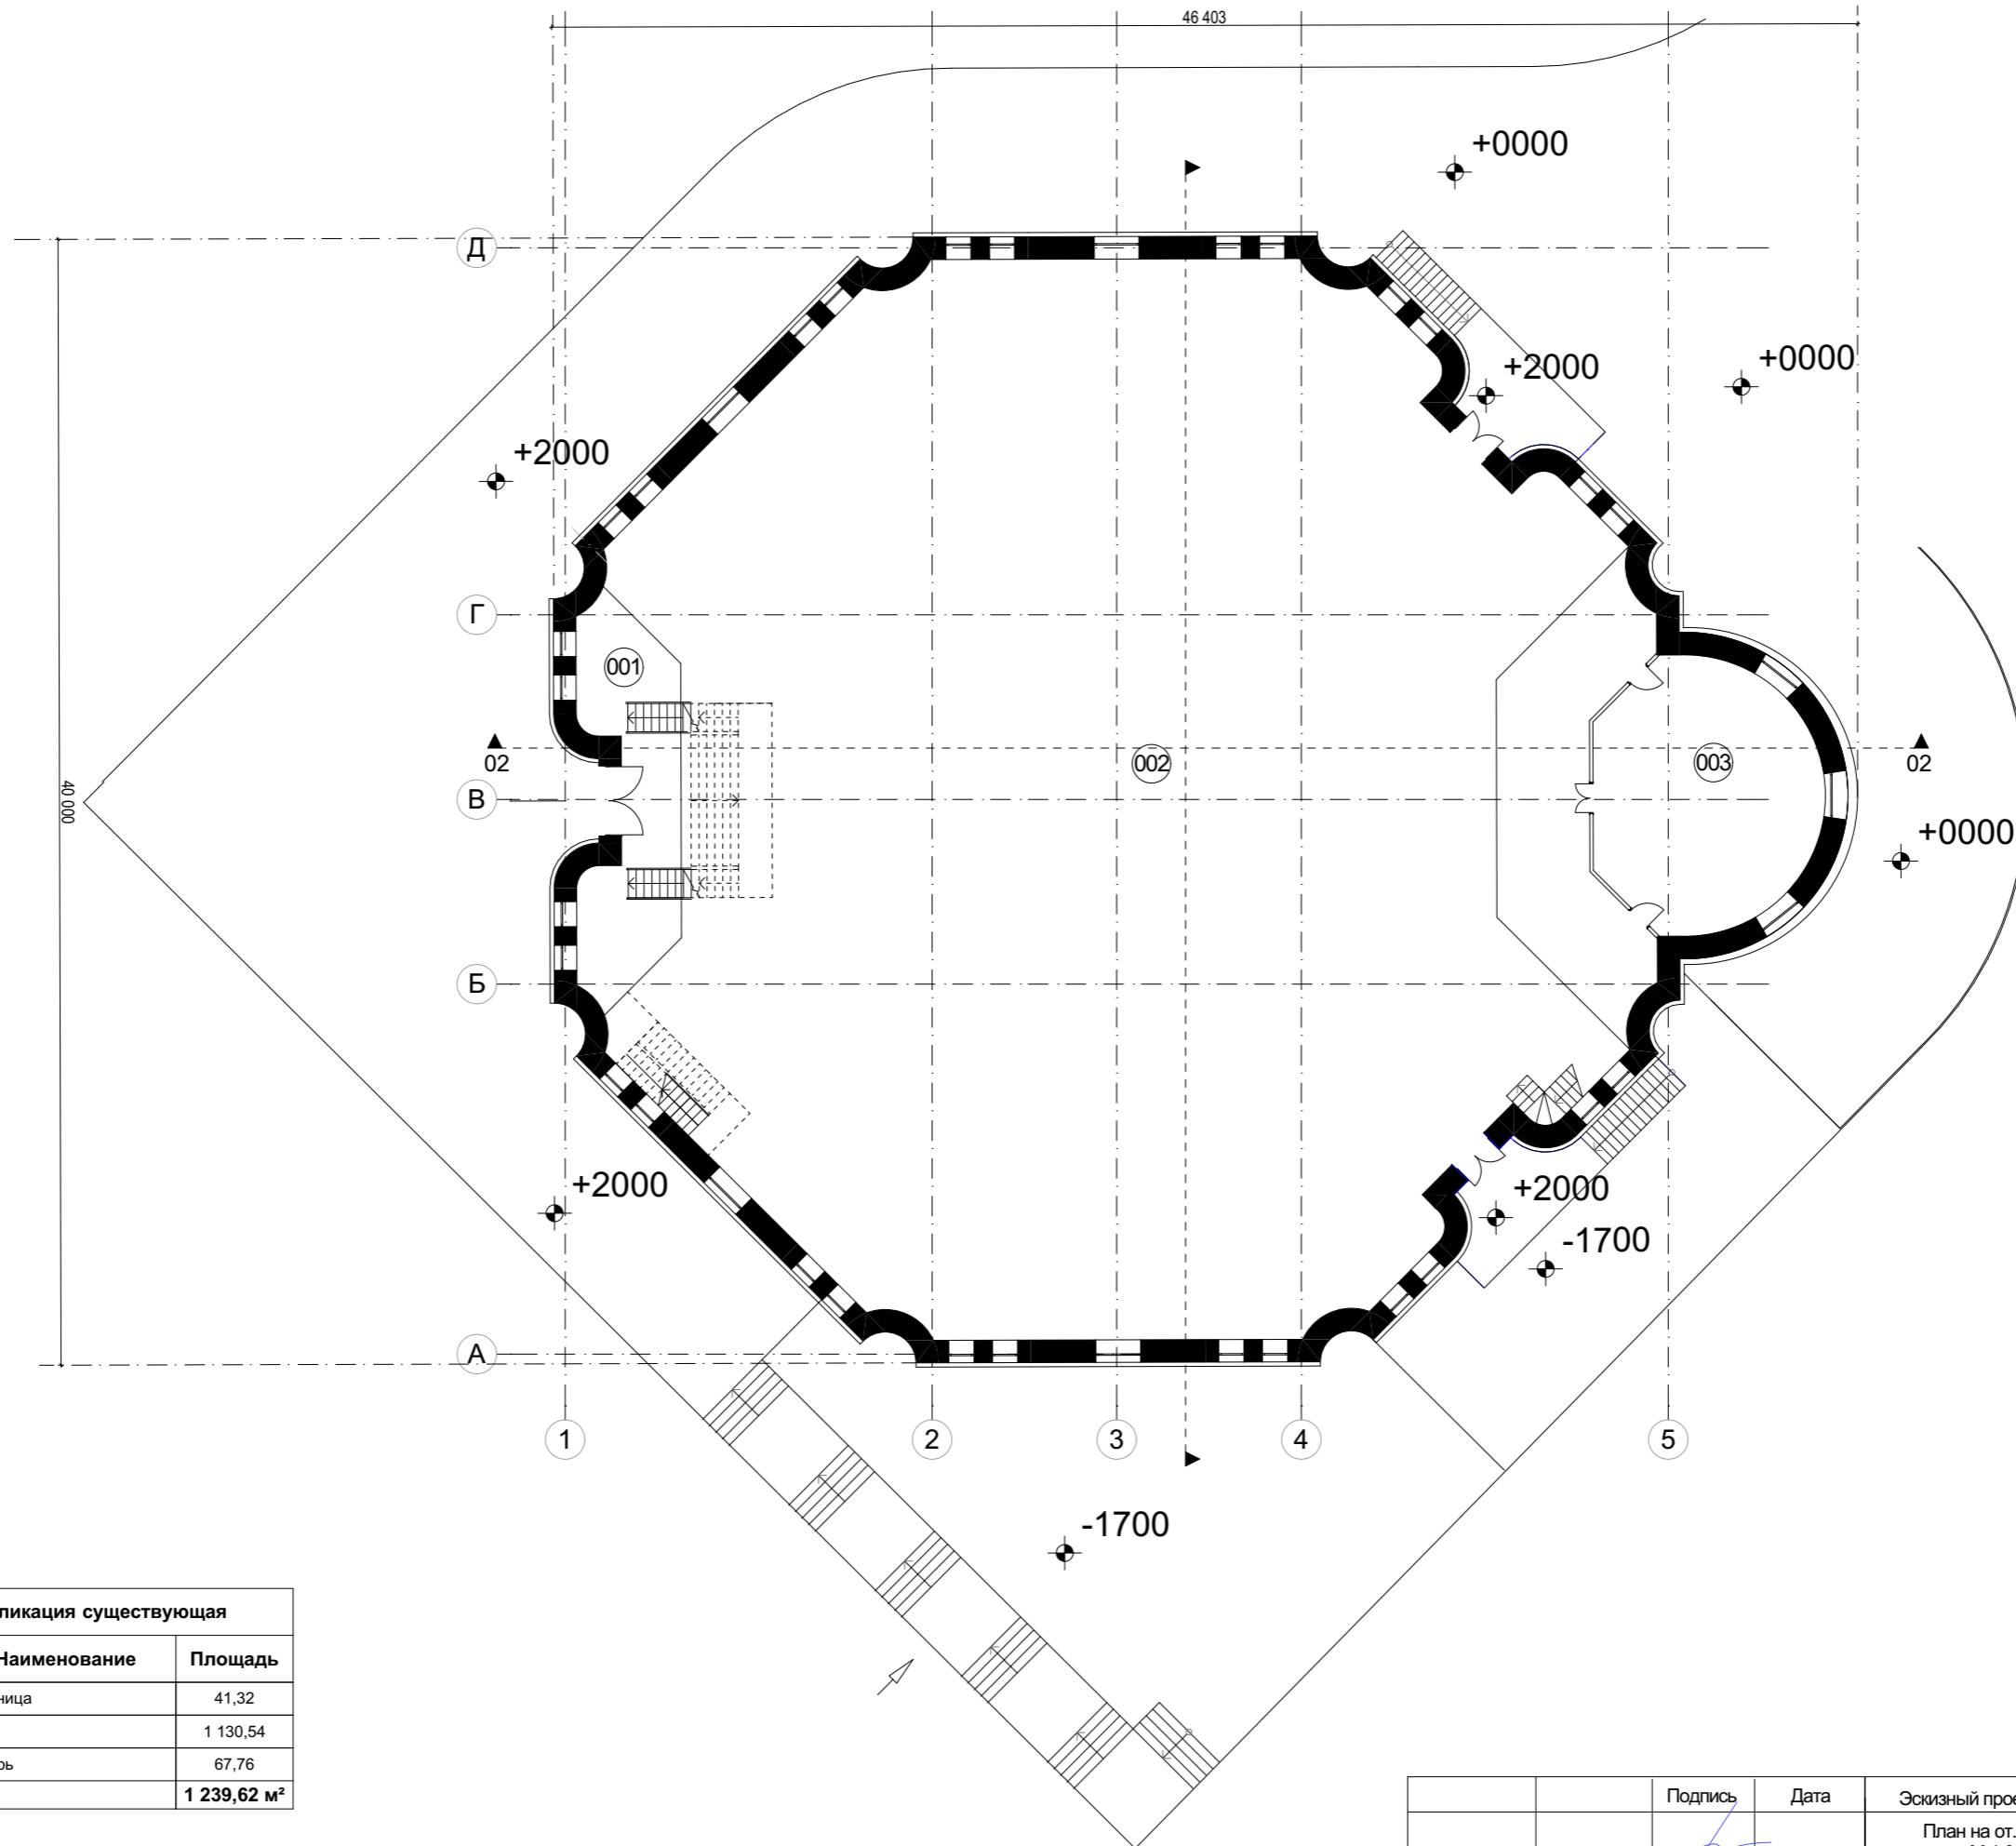 46 403
+0000
Д
+2000
+0000
+2000
Г
001
02
002
003
02
40 000
В
+0000
Б
+2000
+2000
-1700
А
1
2
3
4
5
-1700
ликация существующая
Наименование
Площадь
ница
41,32
1 130,54
рь
67,76
1 239,62 м²
Подпись
Дата
Эскизный прое
План на от.